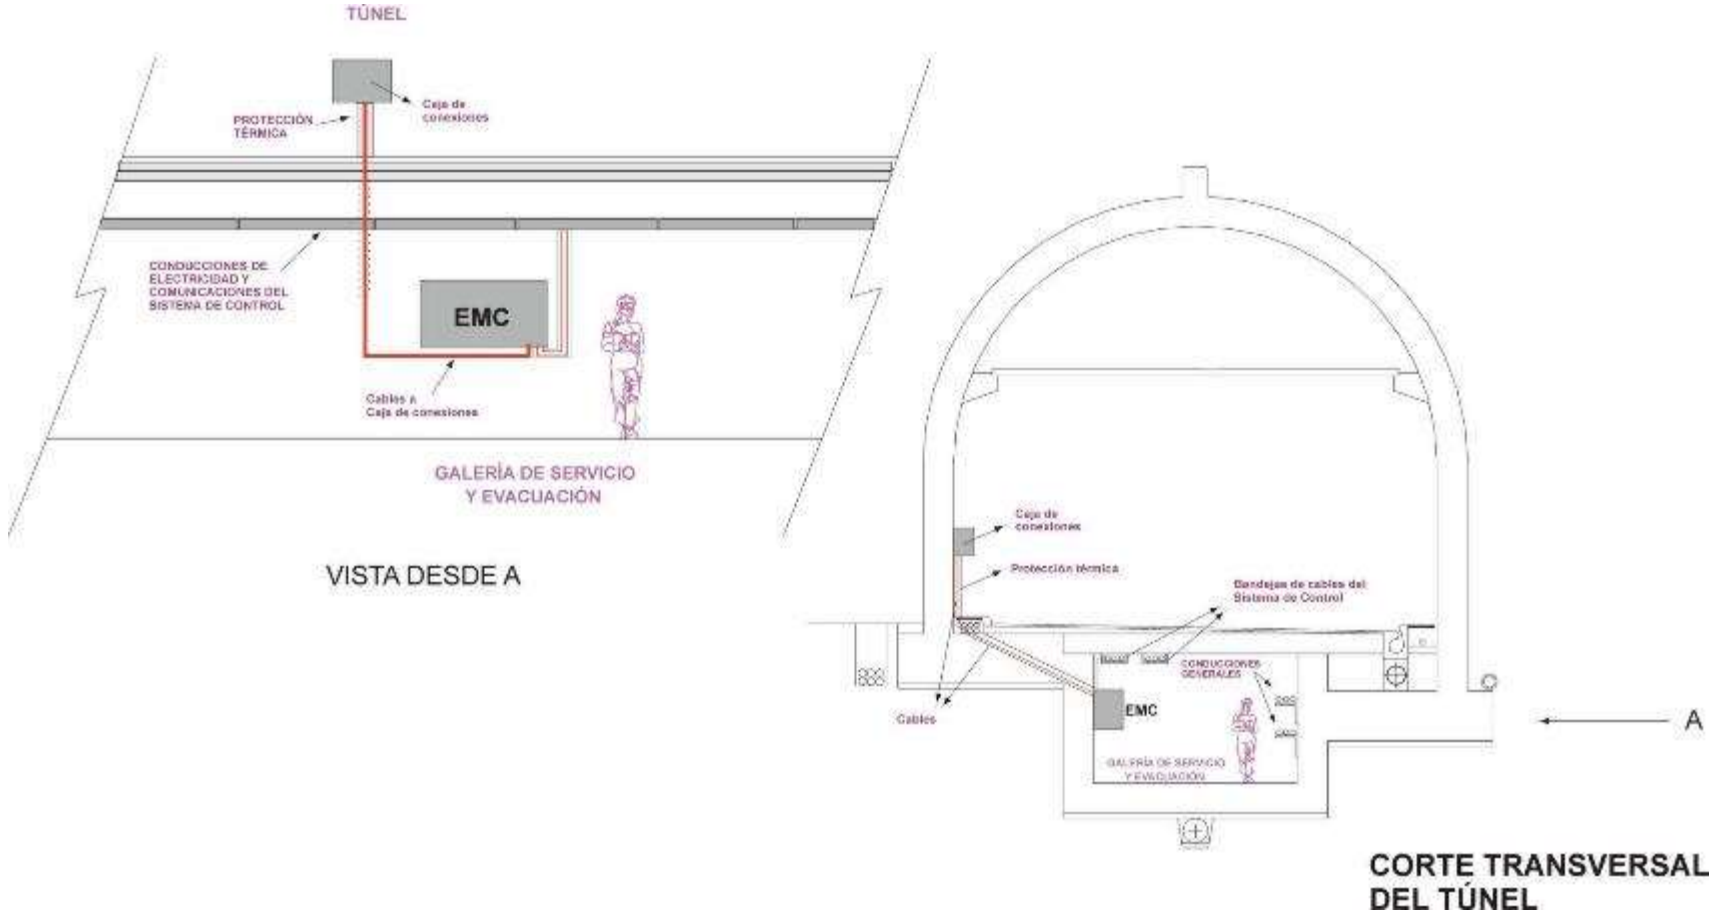 TÚNEL
Caja de
conexiones
PROTECCIÓN
TÉRMICA
CONDUCCIONES DE
ELECTRICIDAD Y
COMUNICACIONES DEL
SISTEMA DE CONTROL
EMC
Cables a
Caja de conexiones
GALERÍA DE SERVICIO
Y EVACUACIÓN
VISTA DESDE A
Caja de
conexiones
Protección térmica
Bandejas de cables del
Sistema de Control
CONDUCCIONES
GENERALES
EMC
Cables
GALERÍA DE SERVICIO
Y EVACUACIÓN
A
CORTE TRANSVERSAL
DEL TÚNEL